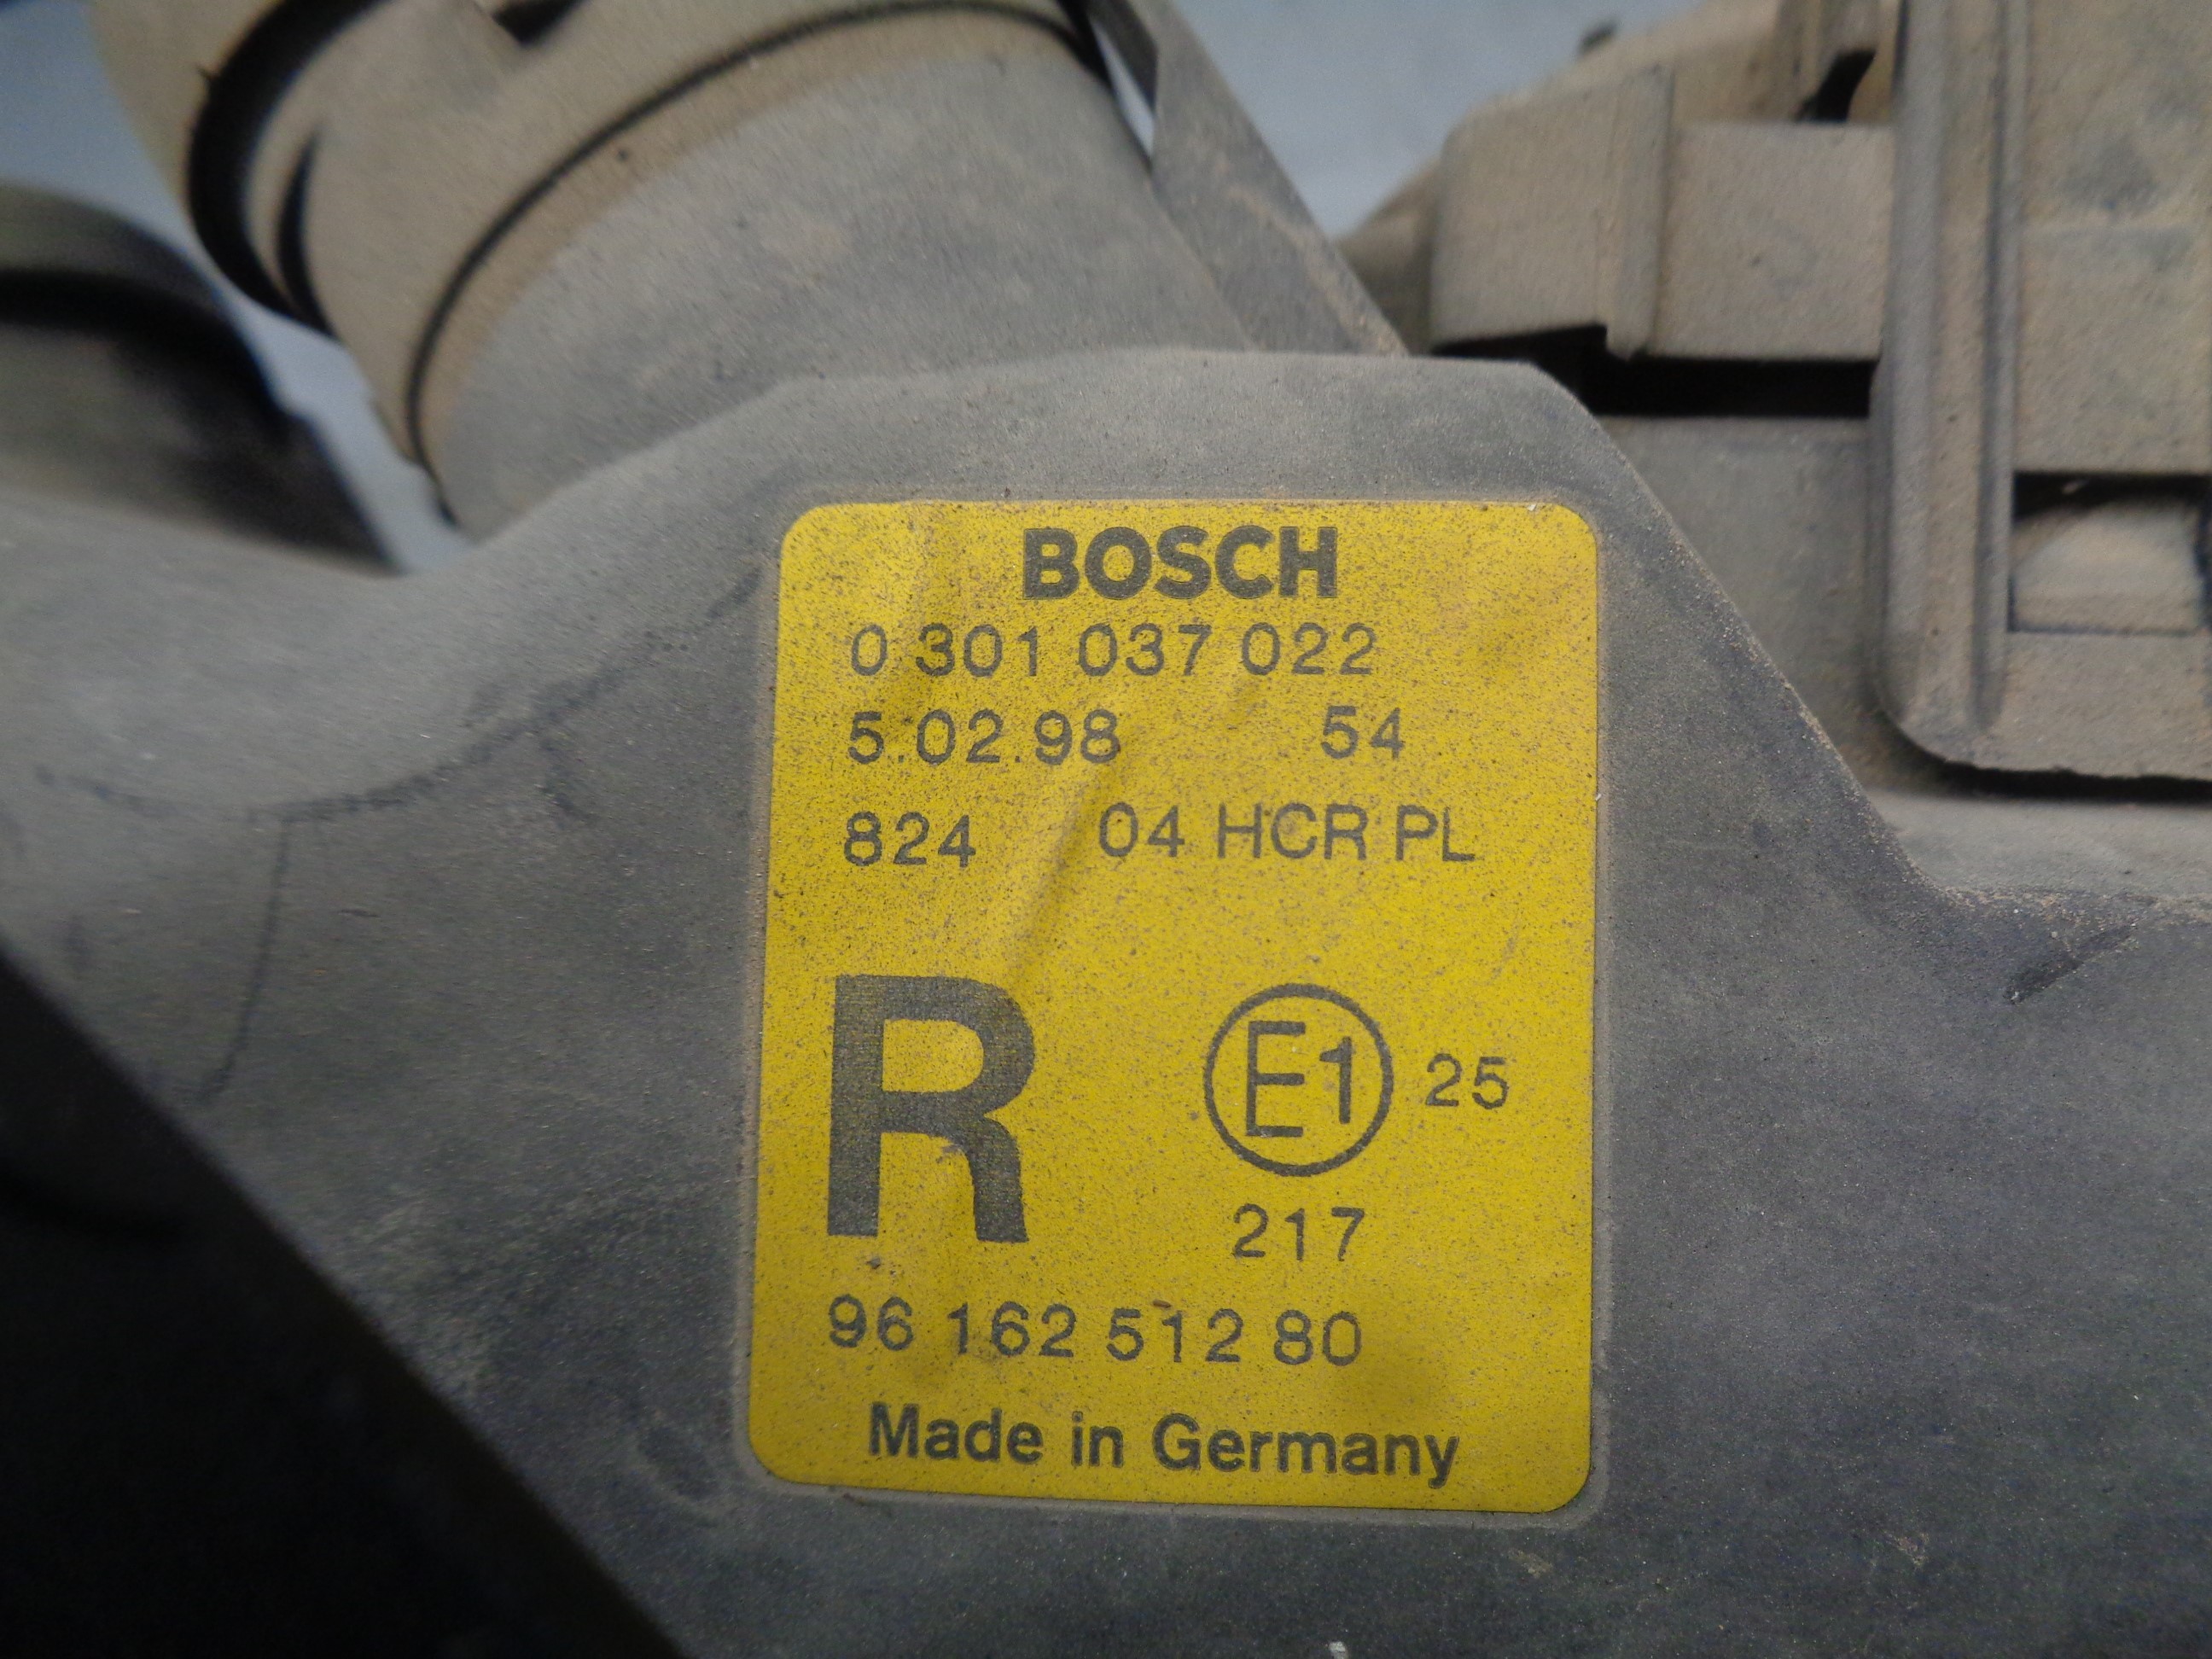 BOSCH
0 301 037 022
5.02.98 54
824 04 HCR PL
R E1 25
217
96 162 512 80
Made in Germany